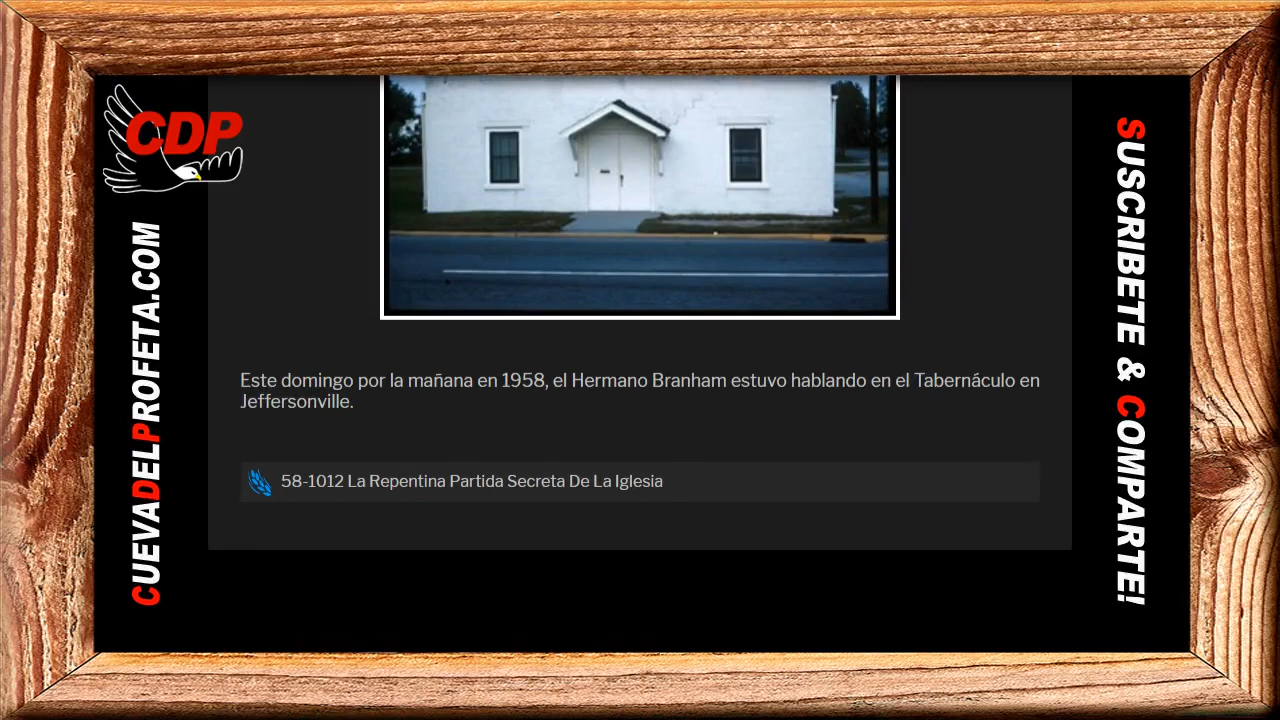 CDP
CUEVADELPROFETA.COM
SUSCRIBETE & COMPARTE!
Este domingo por la mañana en 1958, el Hermano Branham estuvo hablando en el Tabernáculo en
Jeffersonville.
58-1012 La Repentina Partida Secreta De La Iglesia